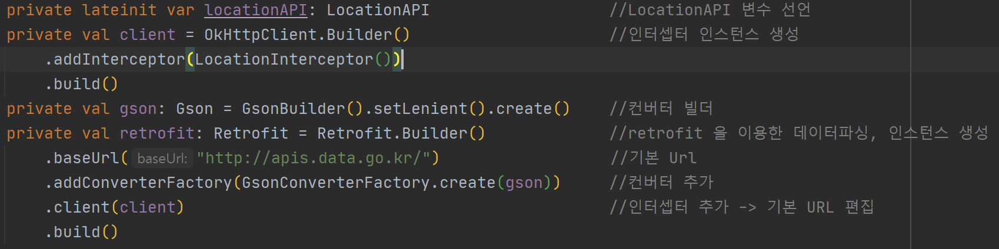 private lateinit var locationAPI: LocationAPI //LocationAPI 변수 선언
private val client = OkHttpClient.Builder() //인터셉터 인스턴스 생성
.addInterceptor(LocationInterceptor())
.build()
private val gson: Gson = GsonBuilder().setLenient().create() //컨버터 빌더
private val retrofit: Retrofit = Retrofit.Builder() //retrofit 을 이용한 데이터파싱, 인스턴스 생성
.baseUrl( baseUrl: "http://apis.data.go.kr/") //기본 Url
.addConverterFactory(GsonConverterFactory.create(gson)) //컨버터 추가
.client(client) //인터셉터 추가 -> 기본 URL 편집
.build()